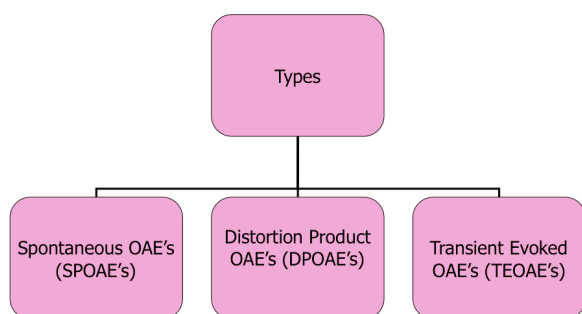 Types
Spontaneous OAE's
(SPOAE's)
Distortion Product
OAE's (DPOAE's)
Transient Evoked
OAE's (TEOAE's)